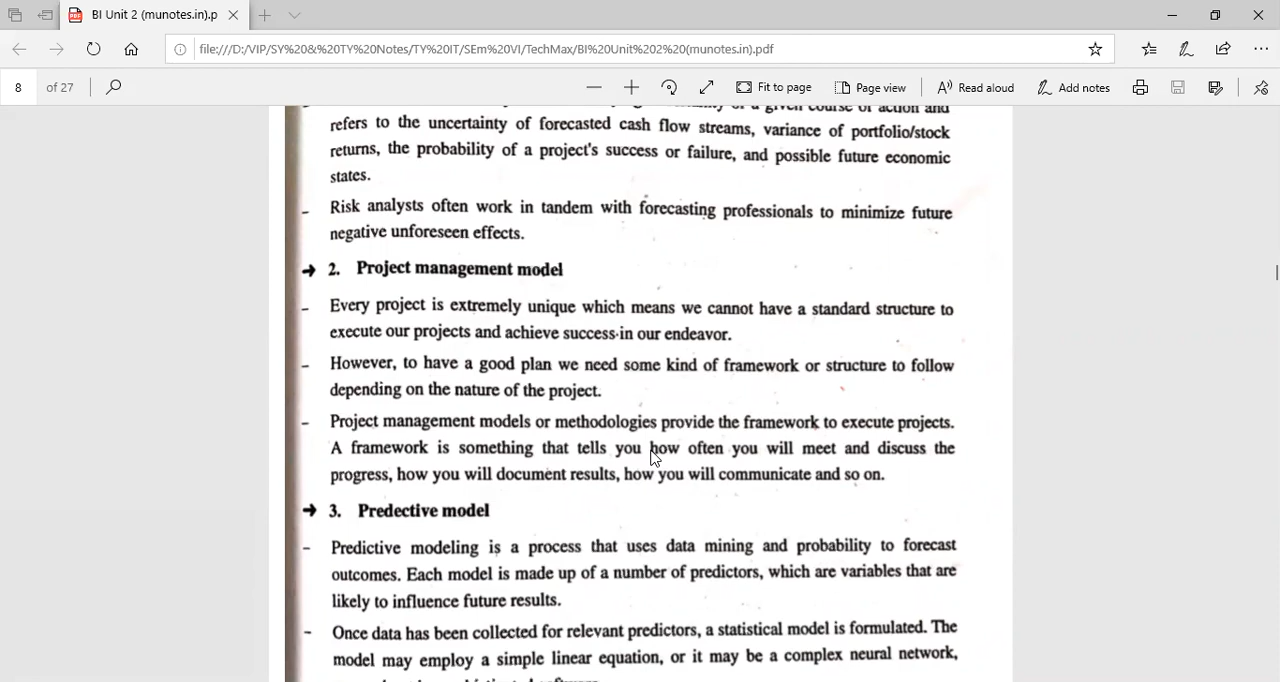 BI Unit 2 (munotes.in).p
file:///D:/VIP/SY%20&%20TY%20Notes/TY%20IT/SEm%20VI/TechMax/BI%20Unit%202%20(munotes.in).pdf
8 of 27 Fit to page Page view Read aloud Add notes
of a given course of action and
refers to the uncertainty of forecasted cash flow streams, variance of portfolio/stock
returns, the probability of a project's success or failure, and possible future economic
states.
- Risk analysts often work in tandem with forecasting professionals to minimize future
negative unforeseen effects.
→ 2. Project management model
- Every project is extremely unique which means we cannot have a standard structure to
execute our projects and achieve success in our endeavor.
- However, to have a good plan we need some kind of framework or structure to follow
depending on the nature of the project.
- Project management models or methodologies provide the framework to execute projects.
A framework is something that tells you how often you will meet and discuss the
progress, how you will document results, how you will communicate and so on.
→ 3. Predective model
- Predictive modeling is a process that uses data mining and probability to forecast
outcomes. Each model is made up of a number of predictors, which are variables that are
likely to influence future results.
- Once data has been collected for relevant predictors, a statistical model is formulated. The
model may employ a simple linear equation, or it may be a complex neural network,